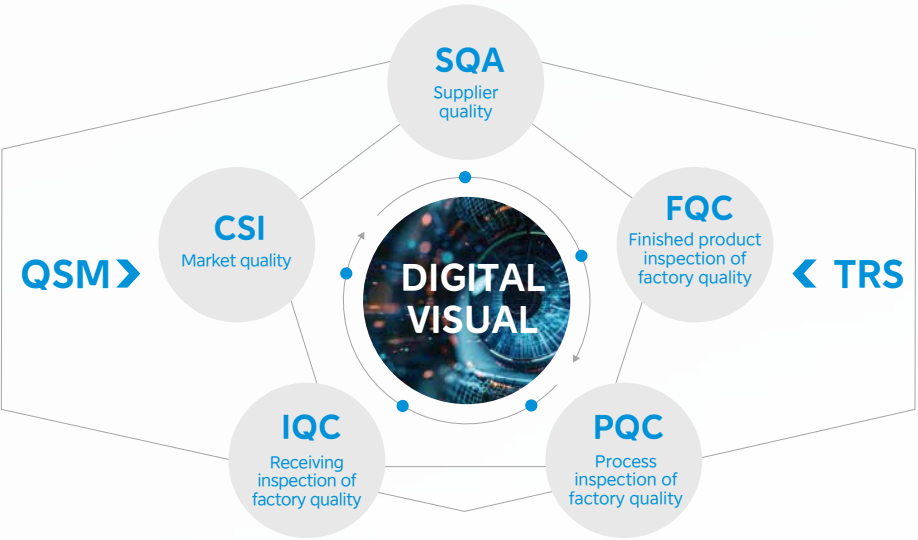 SQA
Supplier
quality
CSI
Market quality
FQC
Finished product
inspection of
factory quality
QSM
DIGITAL
VISUAL
TRS
IQC
Receiving
inspection of
factory quality
PQC
Process
inspection of
factory quality